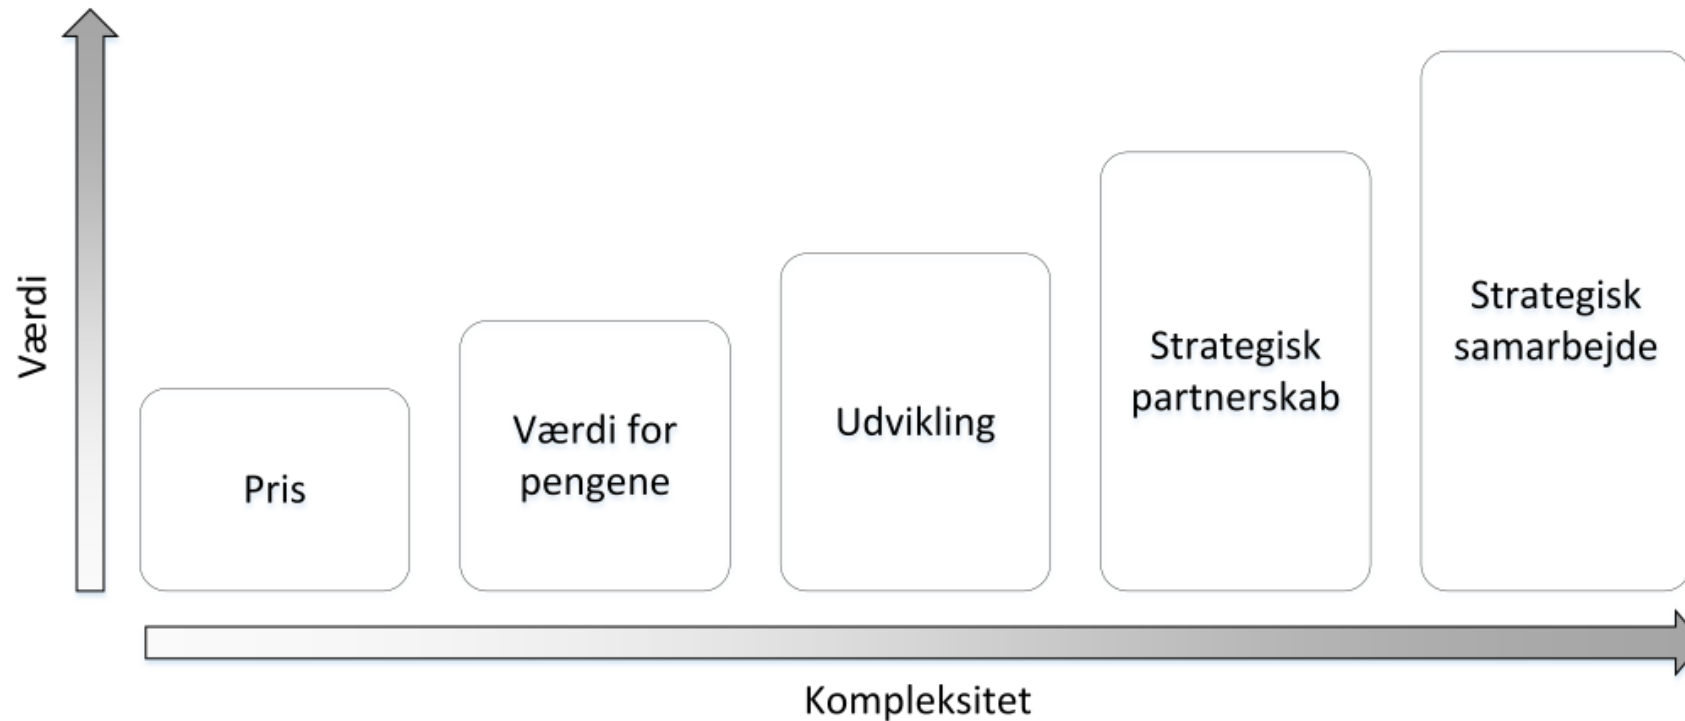 Værdi
Pris
Værdi for
pengene
Udvikling
Strategisk
partnerskab
Strategisk
samarbejde
Kompleksitet